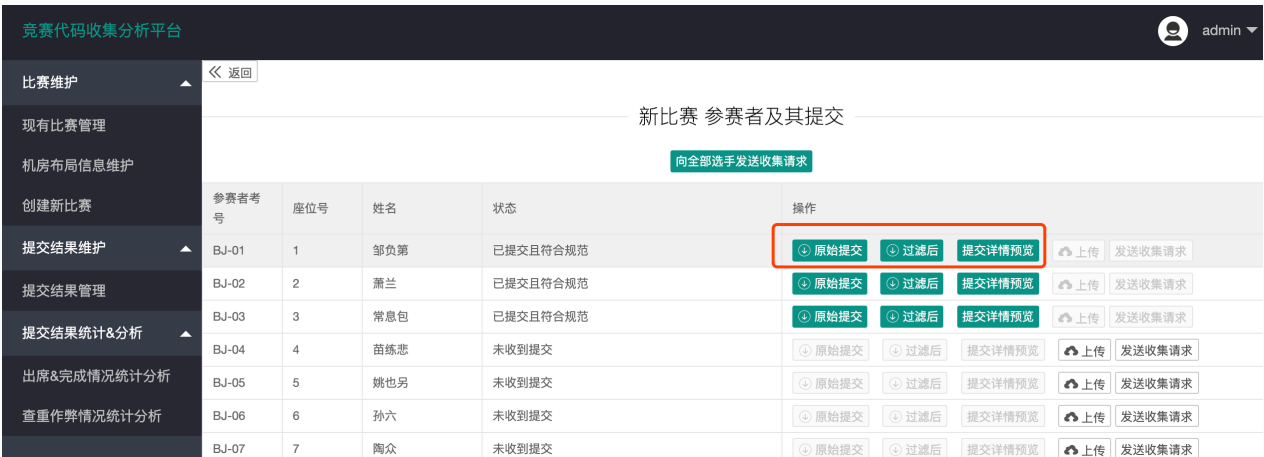 竞赛代码收集分析平台
admin
比赛维护
返回
现有比赛管理
新比赛 参赛者及其提交
机房布局信息维护
向全部选手发送收集请求
创建新比赛
参赛者考号 座位号 姓名 状态 操作
提交结果维护
BJ-01 1 邹负第 已提交且符合规范 原始提交 过滤后 提交详情预览 上传 发送收集请求
提交结果管理
BJ-02 2 萧兰 已提交且符合规范 原始提交 过滤后 提交详情预览 上传 发送收集请求
提交结果统计&分析
BJ-03 3 常息包 已提交且符合规范 原始提交 过滤后 提交详情预览 上传 发送收集请求
BJ-04 4 苗练悲 未收到提交 原始提交 过滤后 提交详情预览 上传 发送收集请求
出席&完成情况统计分析
BJ-05 5 姚也另 未收到提交 原始提交 过滤后 提交详情预览 上传 发送收集请求
查重作弊情况统计分析
BJ-06 6 孙六 未收到提交 原始提交 过滤后 提交详情预览 上传 发送收集请求
BJ-07 7 陶众 未收到提交 原始提交 过滤后 提交详情预览 上传 发送收集请求